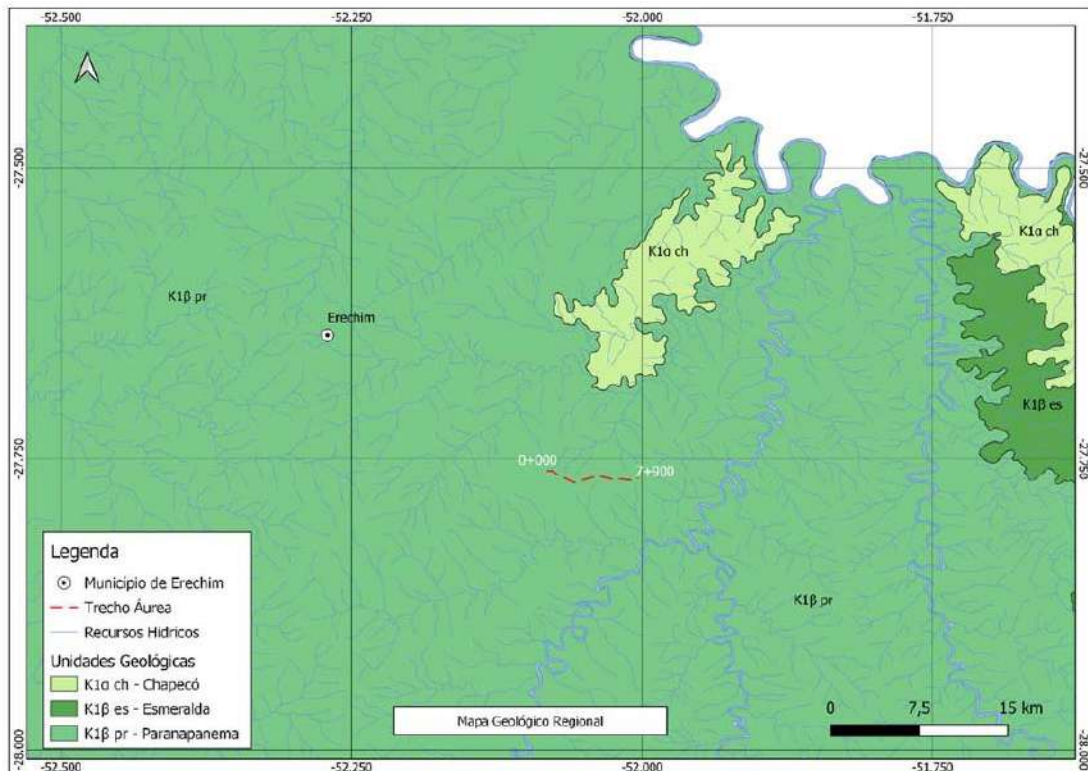 -52.500
-52.250
-52.000
-51.750
-27.500
-27.500
K1α ch
K1α ch
K1β pr
Erechim
K1β es
-27.750
-27.750
0+000
7+900
Legenda
Município de Erechim
Trecho Áurea
Recursos Hídricos
Unidades Geológicas
K1α ch - Chapecó
K1β es - Esmeralda
K1β pr - Paranapanema
K1β pr
Mapa Geológico Regional
0 7,5 15 km
-28.000
-28.000
-52.500
-52.250
-52.000
-51.750